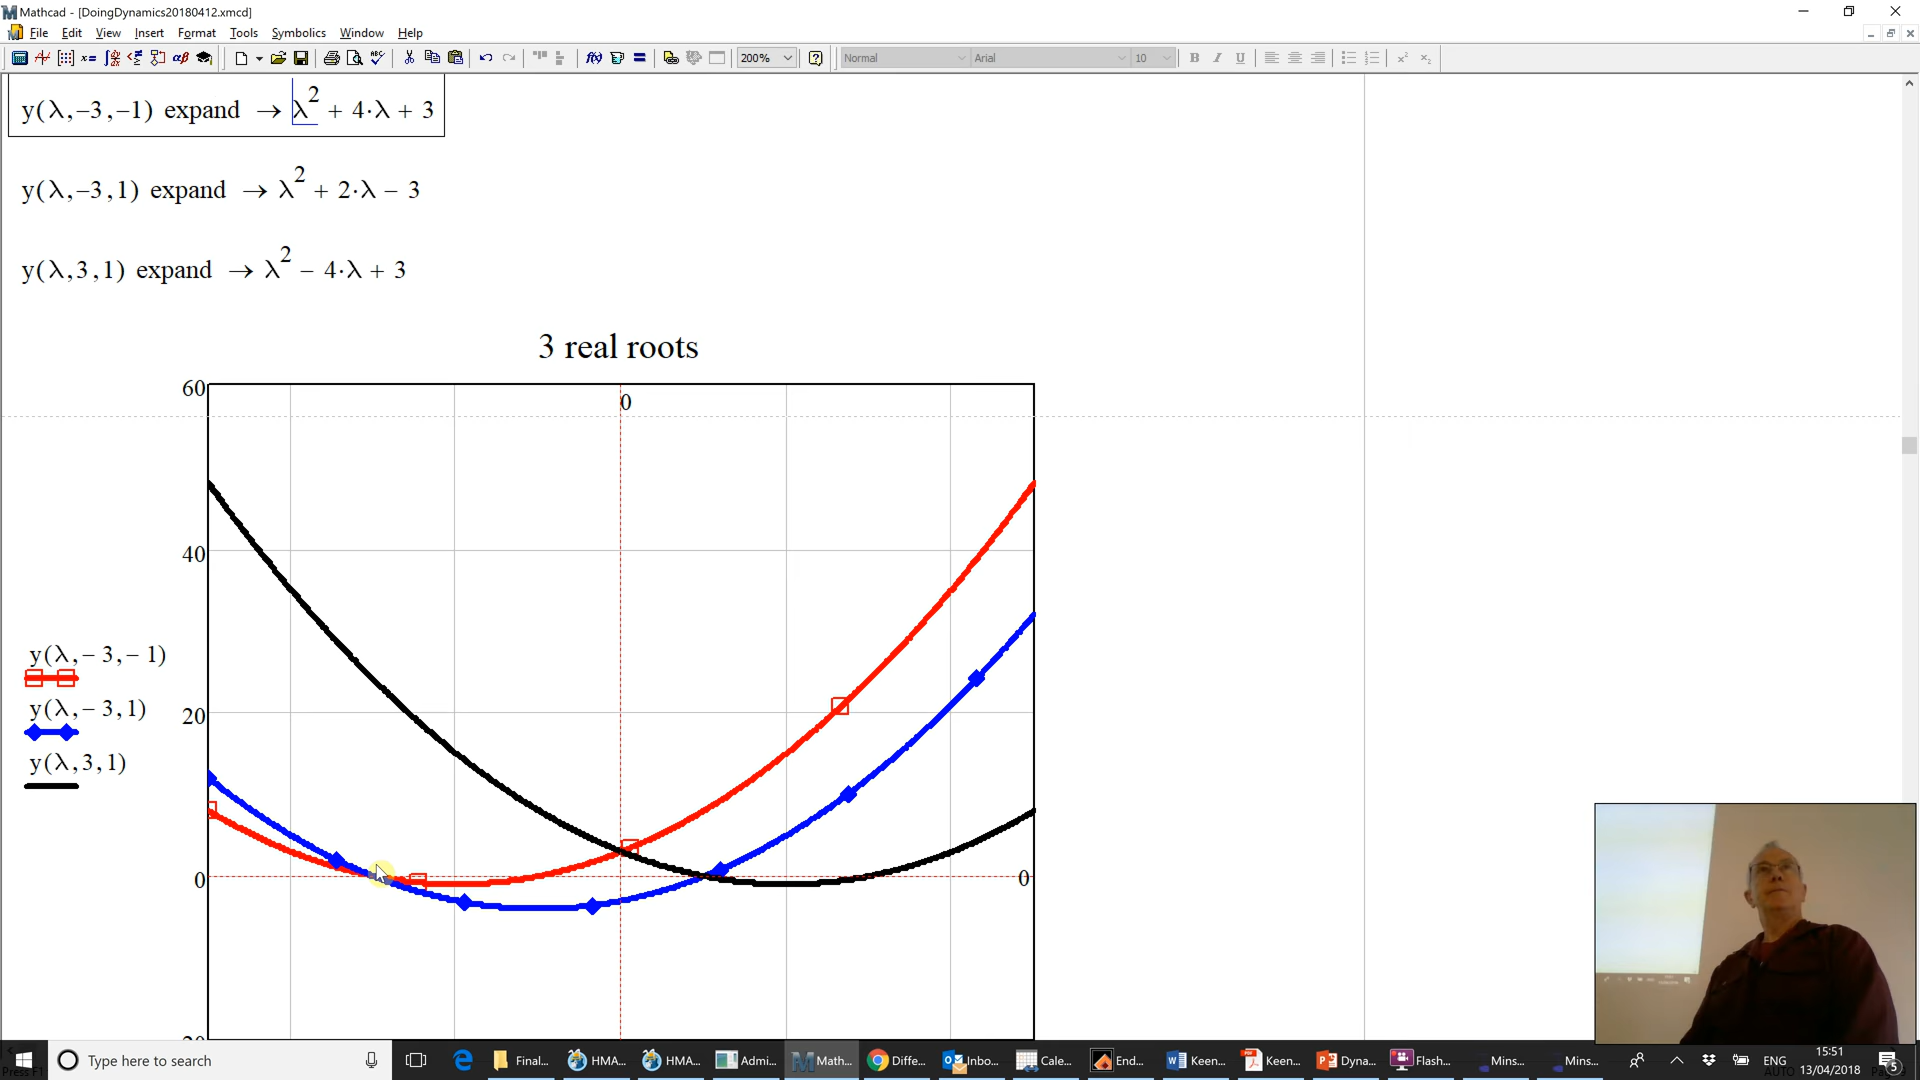 Mathcad - [DoingDynamics20180412.xmcd]
File Edit View Insert Format Tools Symbolics Window Help
200% Normal Arial 10 B I U
y(λ,−3,−1) expand → λ² + 4·λ + 3
y(λ,−3,1) expand → λ² + 2·λ − 3
y(λ,3,1) expand → λ² − 4·λ + 3
3 real roots
60
0
40
20
0
0
y(λ,−3,−1)
y(λ,−3,1)
y(λ,3,1)
Type here to search
Final... HMA... HMA... Admi... Math... Diffe... Inbo... Cale... End... Keen... Keen... Dyna... Flash... Mins... Mins...
ENG
15:51
13/04/2018
5